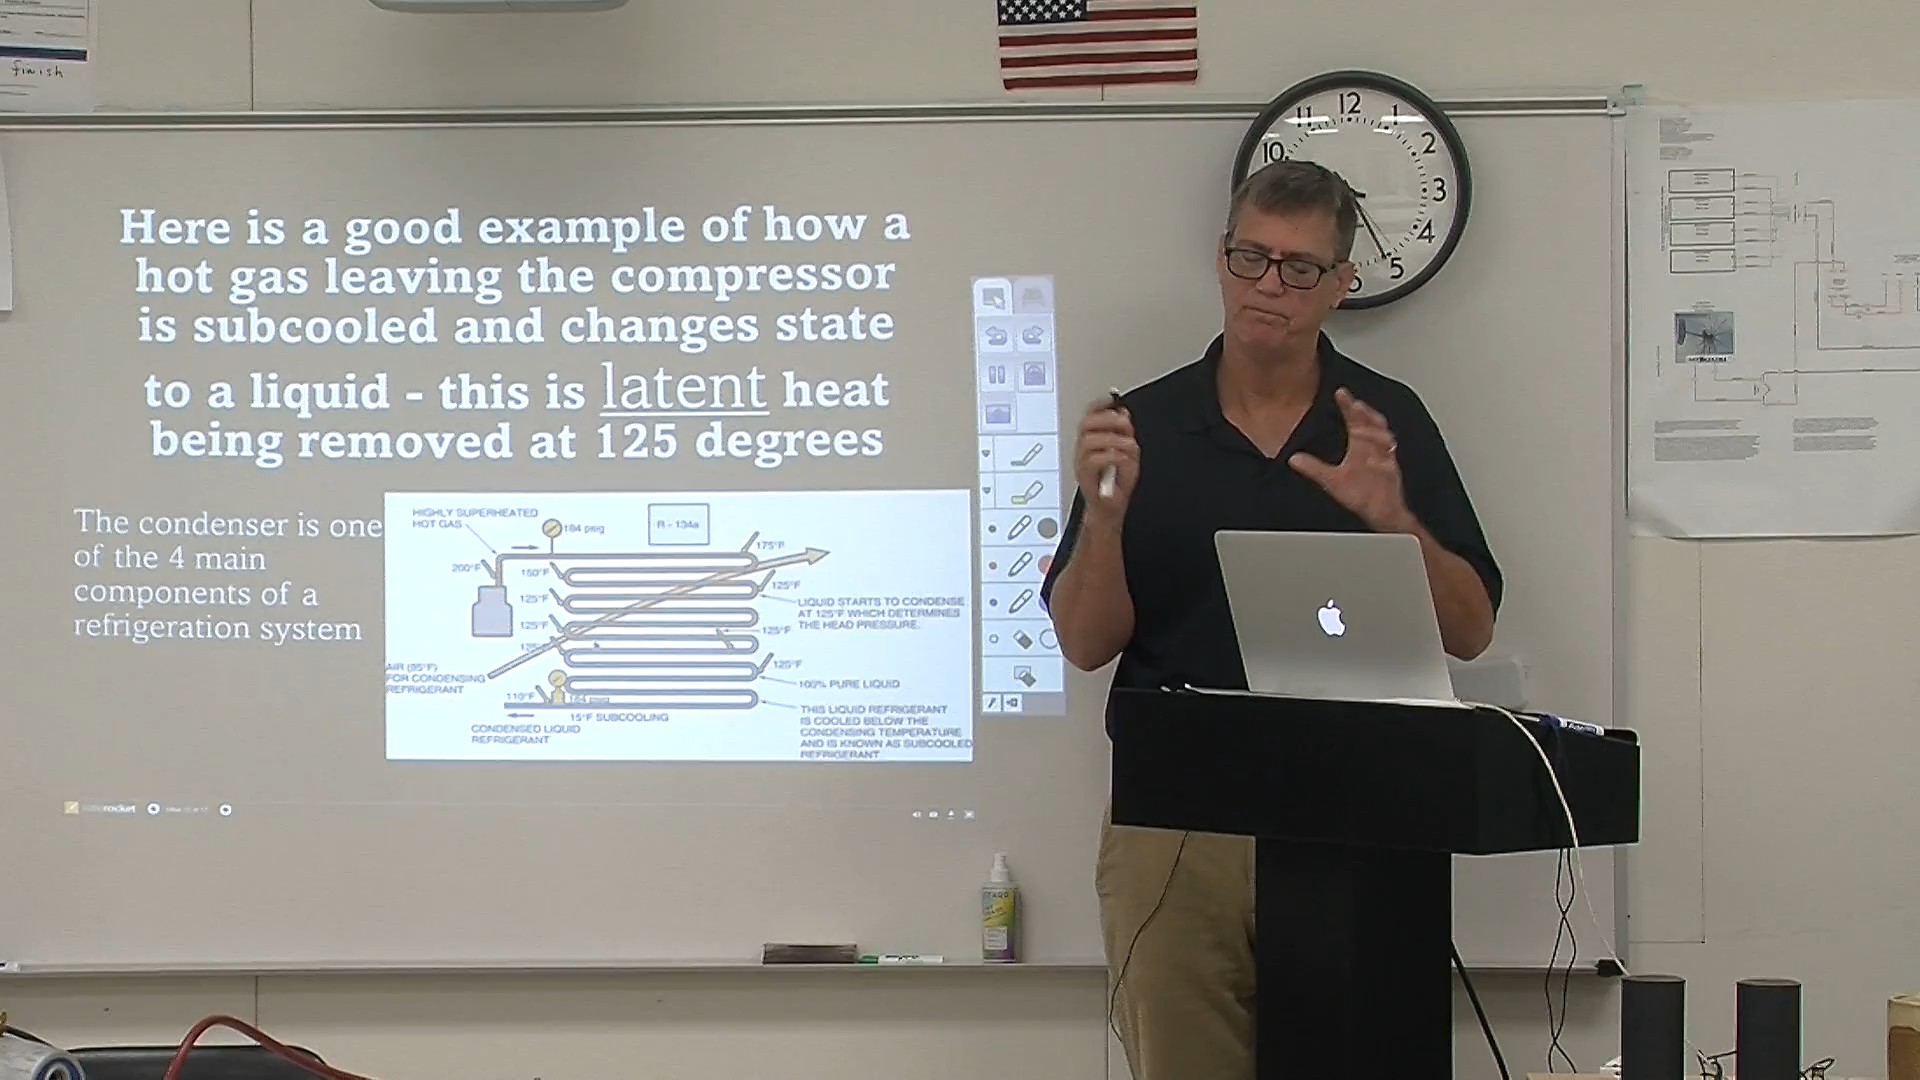 finish
Here is a good example of how a
hot gas leaving the compressor
is subcooled and changes state
to a liquid - this is latent heat
being removed at 125 degrees
The condenser is one
of the 4 main
components of a
refrigeration system
HIGHLY SUPERHEATED
HOT GAS
184 psig
R - 134a
175°F
200°F
150°F
125°F
125°F
LIQUID STARTS TO CONDENSE
AT 125°F WHICH DETERMINES
THE HEAD PRESSURE.
125°F
125°F
125°F
125°F
AIR (95°F)
FOR CONDENSING
REFRIGERANT
100% PURE LIQUID
110°F
184 psig
15°F SUBCOOLING
CONDENSED LIQUID
REFRIGERANT
THIS LIQUID REFRIGERANT
IS COOLED BELOW THE
CONDENSING TEMPERATURE
AND IS KNOWN AS SUBCOOLED
REFRIGERANT
12
11
1
10
2
3
4
5
6